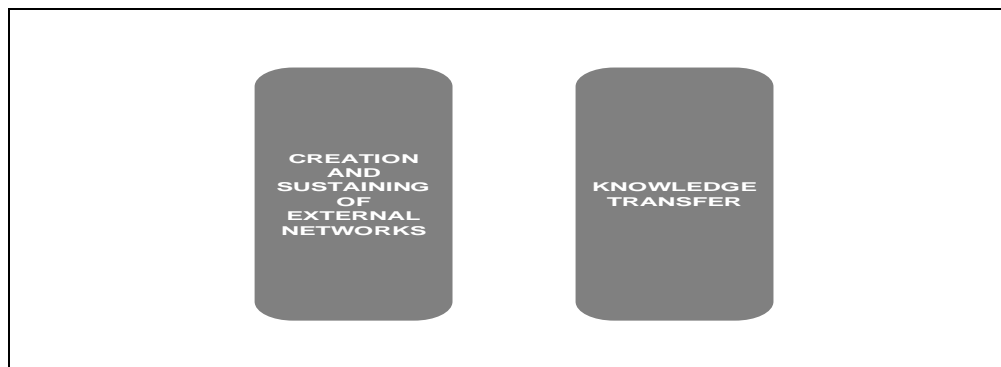 CREATION
AND
SUSTAINING
OF
EXTERNAL
NETWORKS
KNOWLEDGE
TRANSFER